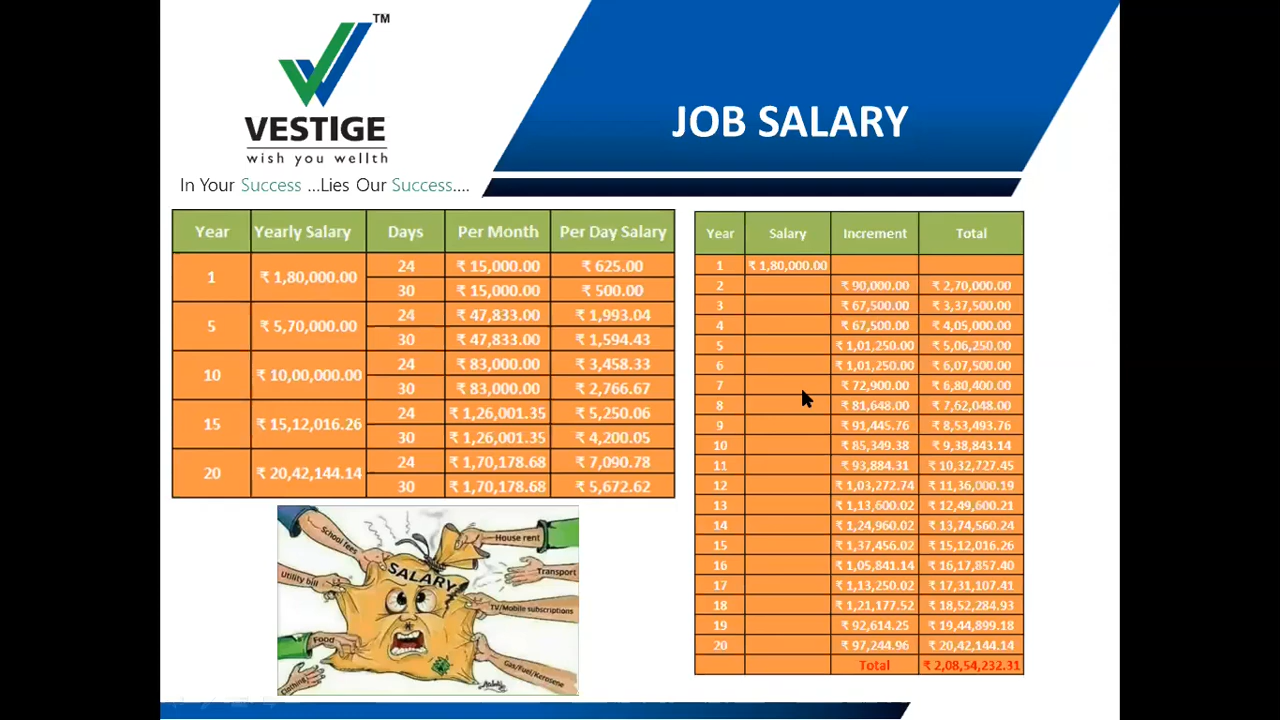 TM
VESTIGE
wish you wellth
In Your Success ...Lies Our Success....
JOB SALARY
Year Yearly Salary Days Per Month Per Day Salary
1 ₹ 1,80,000.00 24 ₹ 15,000.00 ₹ 625.00
30 ₹ 15,000.00 ₹ 500.00
5 ₹ 5,70,000.00 24 ₹ 47,833.00 ₹ 1,993.04
30 ₹ 47,833.00 ₹ 1,594.43
10 ₹ 10,00,000.00 24 ₹ 83,000.00 ₹ 3,458.33
30 ₹ 83,000.00 ₹ 2,766.67
15 ₹ 15,12,016.26 24 ₹ 1,26,001.35 ₹ 5,250.06
30 ₹ 1,26,001.35 ₹ 4,200.05
20 ₹ 20,42,144.14 24 ₹ 1,70,178.68 ₹ 7,090.78
30 ₹ 1,70,178.68 ₹ 5,672.62
Year Salary Increment Total
1 ₹ 1,80,000.00
2 ₹ 90,000.00 ₹ 2,70,000.00
3 ₹ 67,500.00 ₹ 3,37,500.00
4 ₹ 67,500.00 ₹ 4,05,000.00
5 ₹ 1,01,250.00 ₹ 5,06,250.00
6 ₹ 1,01,250.00 ₹ 6,07,500.00
7 ₹ 72,900.00 ₹ 6,80,400.00
8 ₹ 81,648.00 ₹ 7,62,048.00
9 ₹ 91,445.76 ₹ 8,53,493.76
10 ₹ 85,349.38 ₹ 9,38,843.14
11 ₹ 93,884.31 ₹ 10,32,727.45
12 ₹ 1,03,272.74 ₹ 11,36,000.19
13 ₹ 1,13,600.02 ₹ 12,49,600.21
14 ₹ 1,24,960.02 ₹ 13,74,560.24
15 ₹ 1,37,456.02 ₹ 15,12,016.26
16 ₹ 1,05,841.14 ₹ 16,17,857.40
17 ₹ 1,13,250.02 ₹ 17,31,107.41
18 ₹ 1,21,177.52 ₹ 18,52,284.93
19 ₹ 92,614.25 ₹ 19,44,899.18
20 ₹ 97,244.96 ₹ 20,42,144.14
Total ₹ 2,08,54,232.31
School fees
House rent
SALARY
Transport
Utility bill
TV/Mobile subscriptions
Food
Gas/Fuel/Kerosene
Clothing